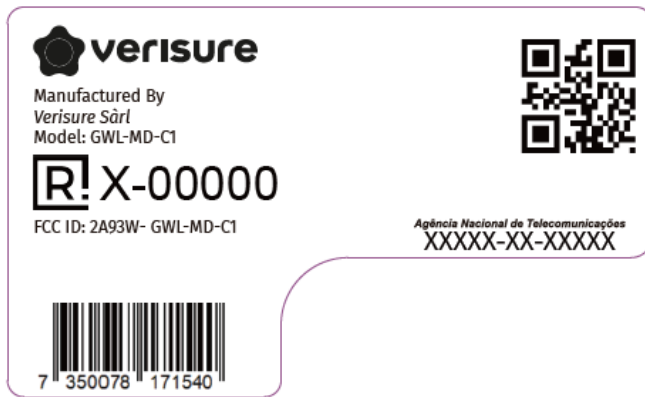 verisure
Manufactured By
Verisure Sàrl
Model: GWL-MD-C1
R! X-00000
FCC ID: 2A93W- GWL-MD-C1
Agência Nacional de Telecomunicações
XXXXX-XX-XXXXX
7 350078 171540